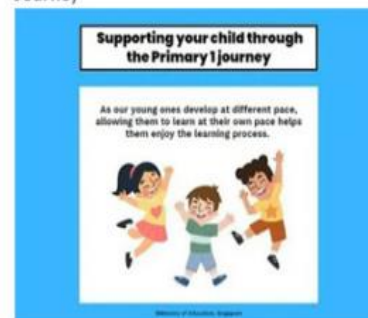 Supporting your child through
the Primary 1 journey
As our young ones develop at different pace,
allowing them to learn at their own pace helps
them enjoy the learning process.
Ministry of Education, Singapore